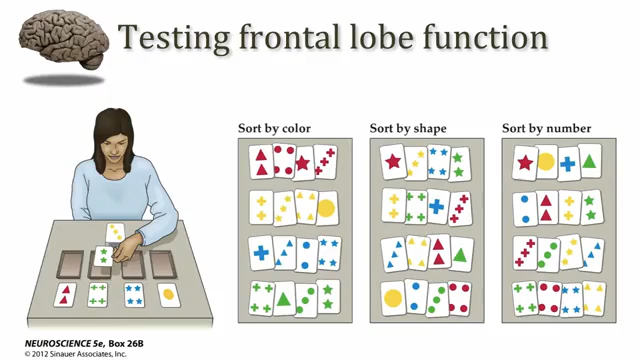 Testing frontal lobe function
Sort by color
Sort by shape
Sort by number
NEUROSCIENCE 5e, Box 26B
© 2012 Sinauer Associates, Inc.